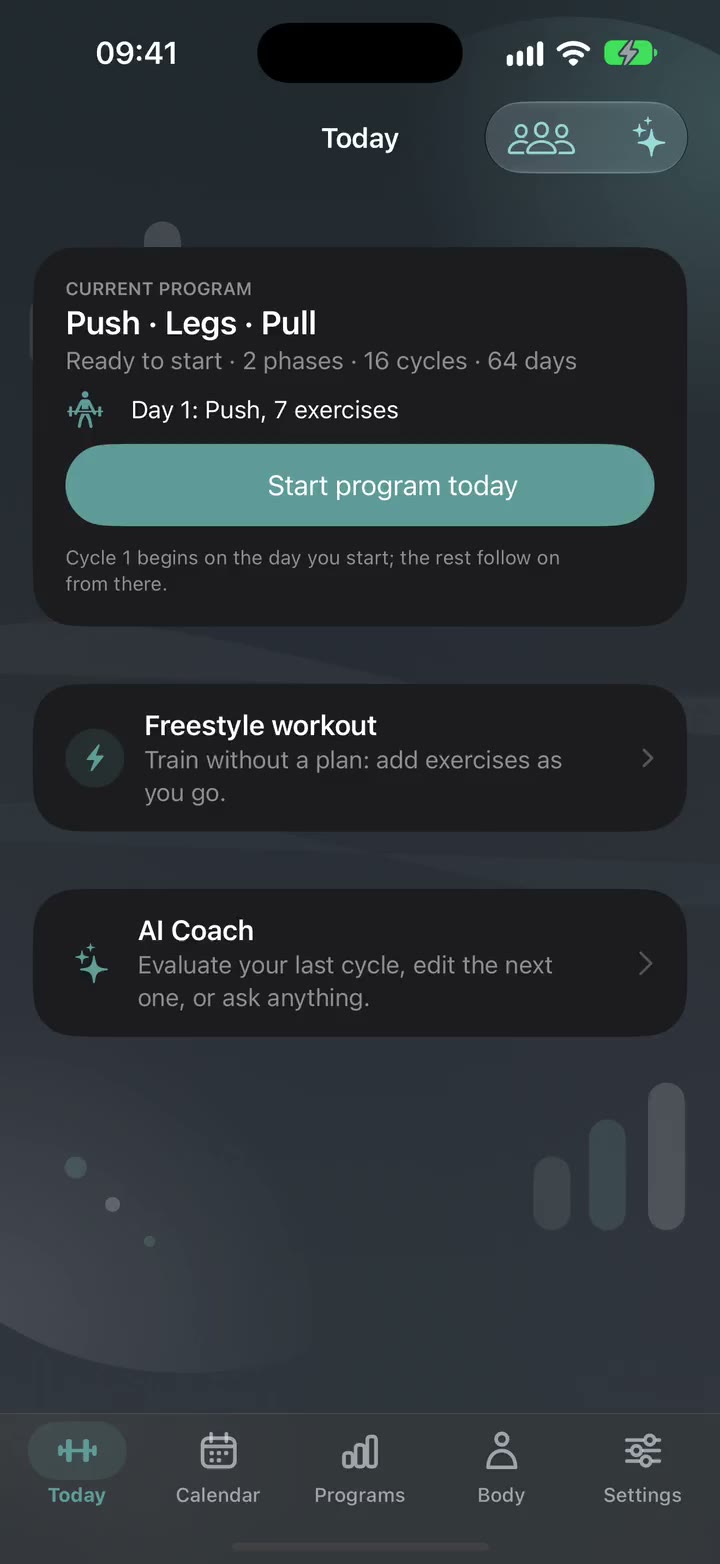 09:41
Today
CURRENT PROGRAM
Push · Legs · Pull
Ready to start · 2 phases · 16 cycles · 64 days
Day 1: Push, 7 exercises
Start program today
Cycle 1 begins on the day you start; the rest follow on
from there.
Freestyle workout
Train without a plan: add exercises as
you go.
AI Coach
Evaluate your last cycle, edit the next
one, or ask anything.
Today
Calendar
Programs
Body
Settings